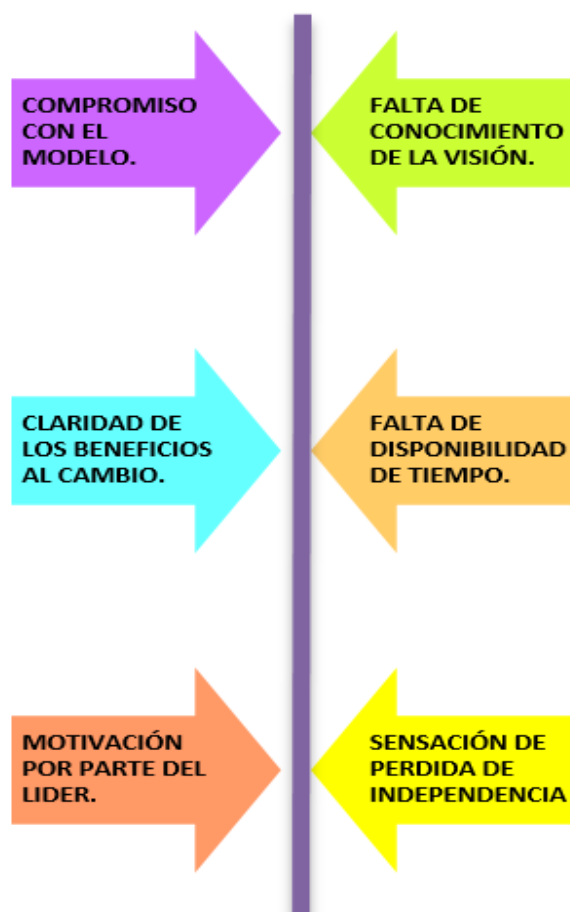 COMPROMISO
CON EL
MODELO.
FALTA DE
CONOCIMIENTO
DE LA VISIÓN.
CLARIDAD DE
LOS BENEFICIOS
AL CAMBIO.
FALTA DE
DISPONIBILIDAD
DE TIEMPO.
MOTIVACIÓN
POR PARTE DEL
LIDER.
SENSACIÓN DE
PERDIDA DE
INDEPENDENCIA